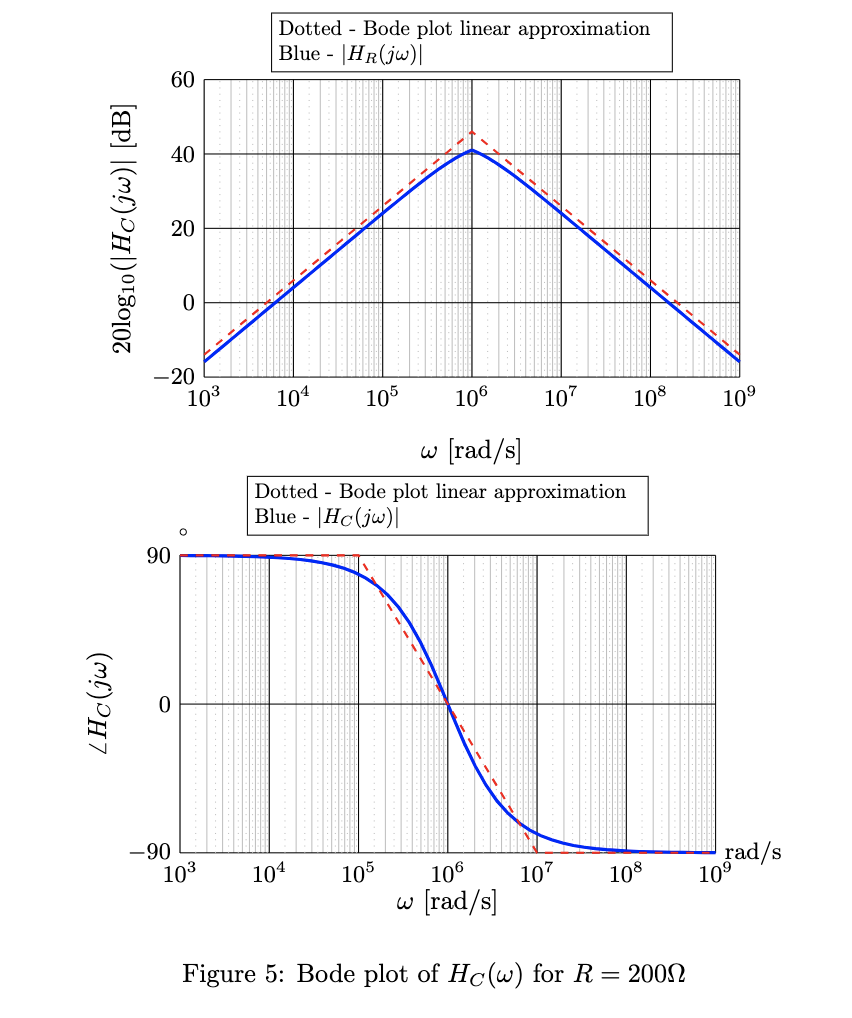 Dotted - Bode plot linear approximation
Blue - |H_R(jω)|
20log₁₀(|H_C(jω)| [dB]
60
40
20
0
−20
10³ 10⁴ 10⁵ 10⁶ 10⁷ 10⁸ 10⁹
ω [rad/s]
Dotted - Bode plot linear approximation
Blue - |H_C(jω)|
°
∠H_C(jω)
90
0
−90
rad/s
10³ 10⁴ 10⁵ 10⁶ 10⁷ 10⁸ 10⁹
ω [rad/s]
Figure 5: Bode plot of H_C(ω) for R = 200Ω